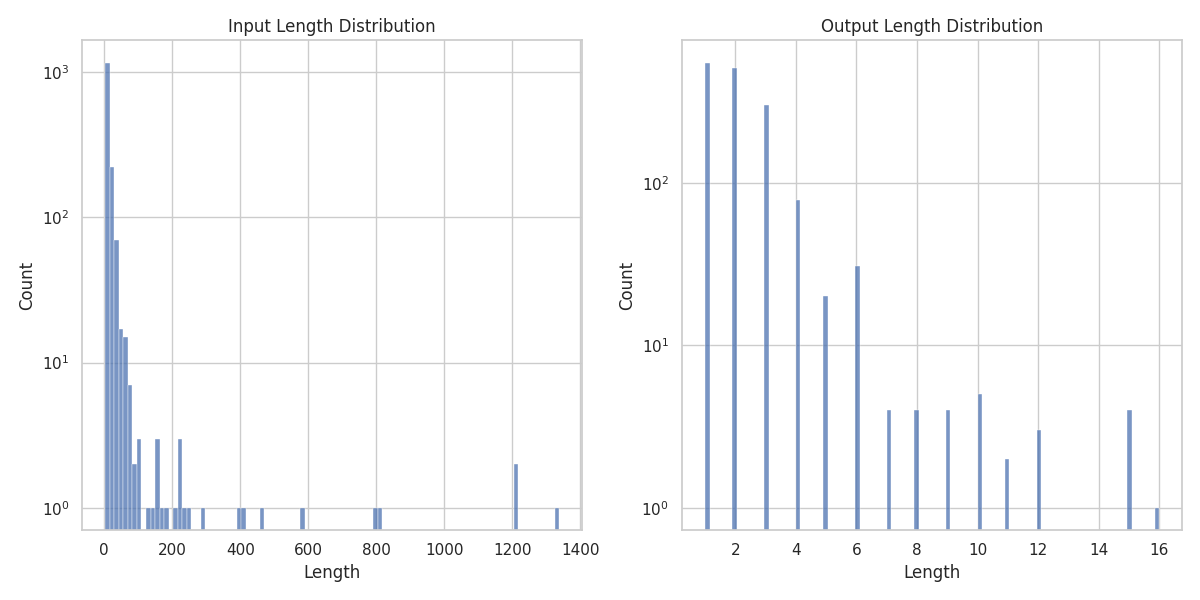 Input Length Distribution
Count
10³
10²
10¹
10⁰
0 200 400 600 800 1000 1200 1400
Length
Output Length Distribution
Count
10²
10¹
10⁰
2 4 6 8 10 12 14 16
Length